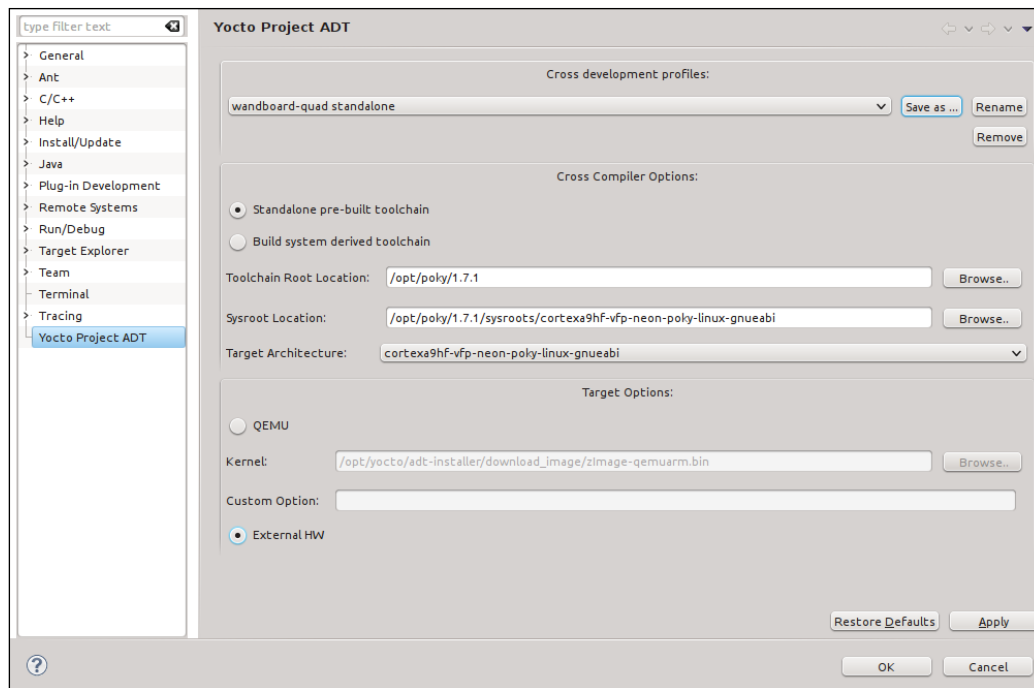 type filter text
General
Ant
C/C++
Help
Install/Update
Java
Plug-in Development
Remote Systems
Run/Debug
Target Explorer
Team
Terminal
Tracing
Yocto Project ADT
Yocto Project ADT
Cross development profiles:
wandboard-quad standalone
Save as ...
Rename
Remove
Cross Compiler Options:
Standalone pre-built toolchain
Build system derived toolchain
Toolchain Root Location: /opt/poky/1.7.1 Browse..
Sysroot Location: /opt/poky/1.7.1/sysroots/cortexa9hf-vfp-neon-poky-linux-gnueabi Browse..
Target Architecture: cortexa9hf-vfp-neon-poky-linux-gnueabi
Target Options:
QEMU
Kernel: /opt/yocto/adt-installer/download_image/zImage-qemuarm.bin Browse..
Custom Option:
External HW
Restore Defaults Apply
? OK Cancel